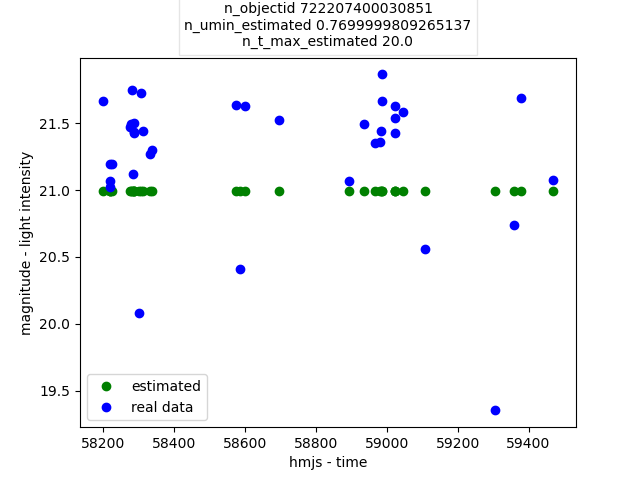 n_objectid 722207400030851
n_umin_estimated 0.7699999809265137
n_t_max_estimated 20.0
magnitude - light intensity
21.5
21.0
20.5
20.0
19.5
estimated
real data
58200 58400 58600 58800 59000 59200 59400
hmjs - time